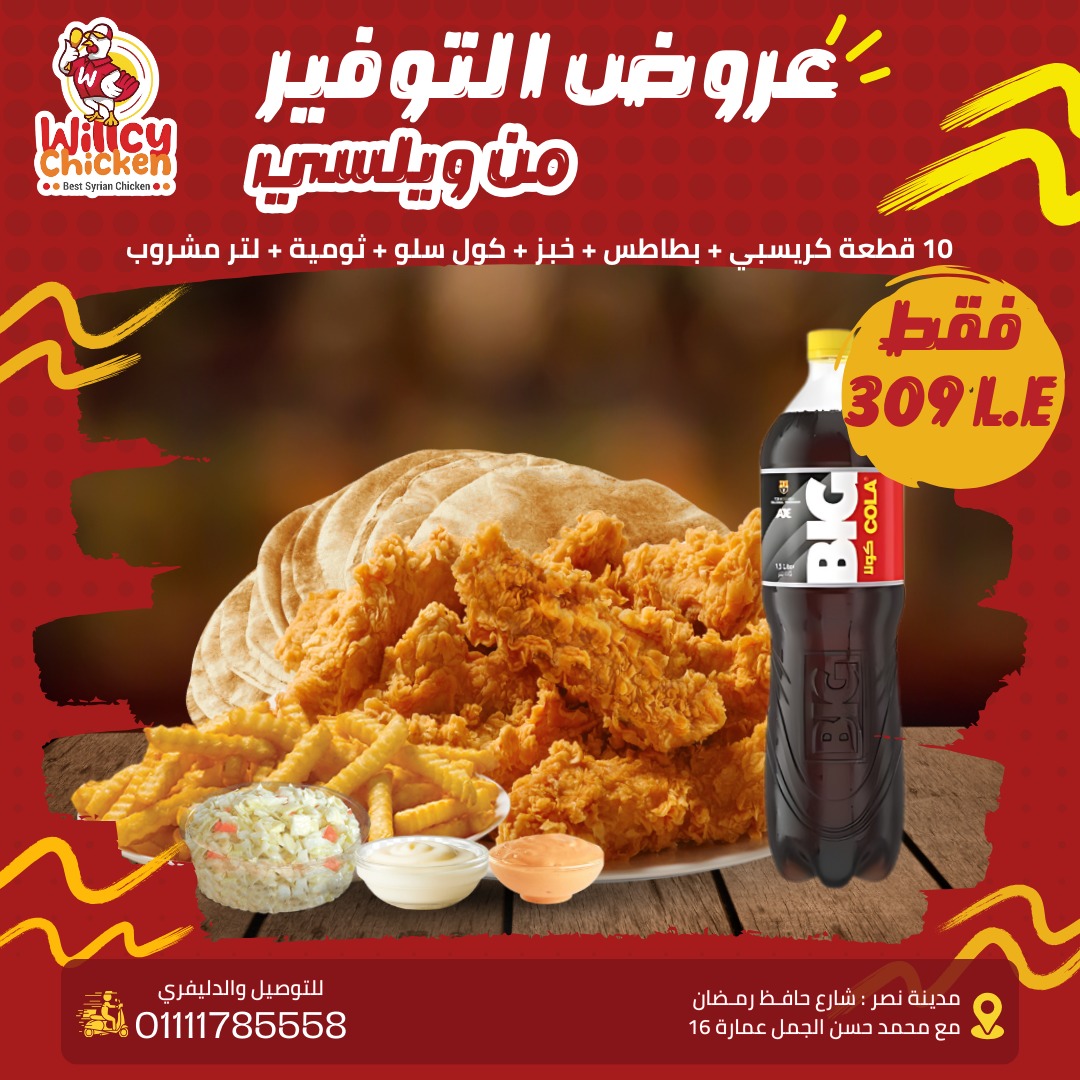 Willcy
Chicken
Best Syrian Chicken
عروض التوفير
من ويلسي
10 قطعة كريسبي + بطاطس + خبز + كول سلو + ثومية + لتر مشروب
فقط
309 L.E
AJE
BIG
COLA كولا
BIG
مدينة نصر : شارع حافظ رمضان
مع محمد حسن الجمل عمارة 16
للتوصيل والدليفري
01111785558